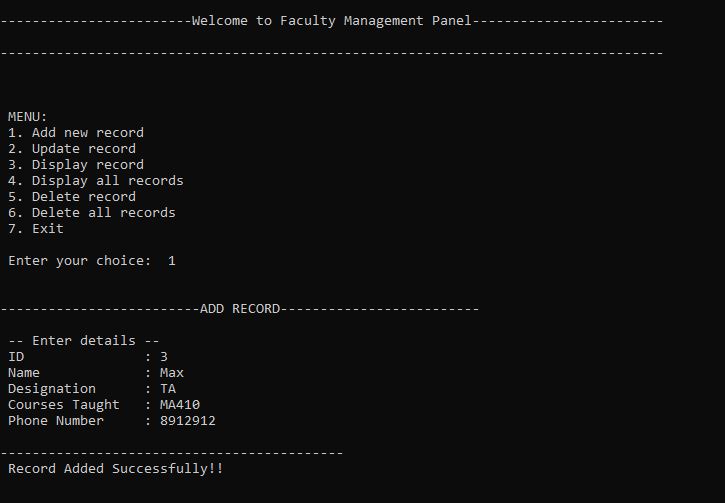 ------------------------Welcome to Faculty Management Panel------------------------
-----------------------------------------------------------------------------------
MENU:
1. Add new record
2. Update record
3. Display record
4. Display all records
5. Delete record
6. Delete all records
7. Exit
Enter your choice:  1
-------------------------ADD RECORD-------------------------
-- Enter details --
ID               : 3
Name             : Max
Designation      : TA
Courses Taught   : MA410
Phone Number     : 8912912
-------------------------------------------
Record Added Successfully!!